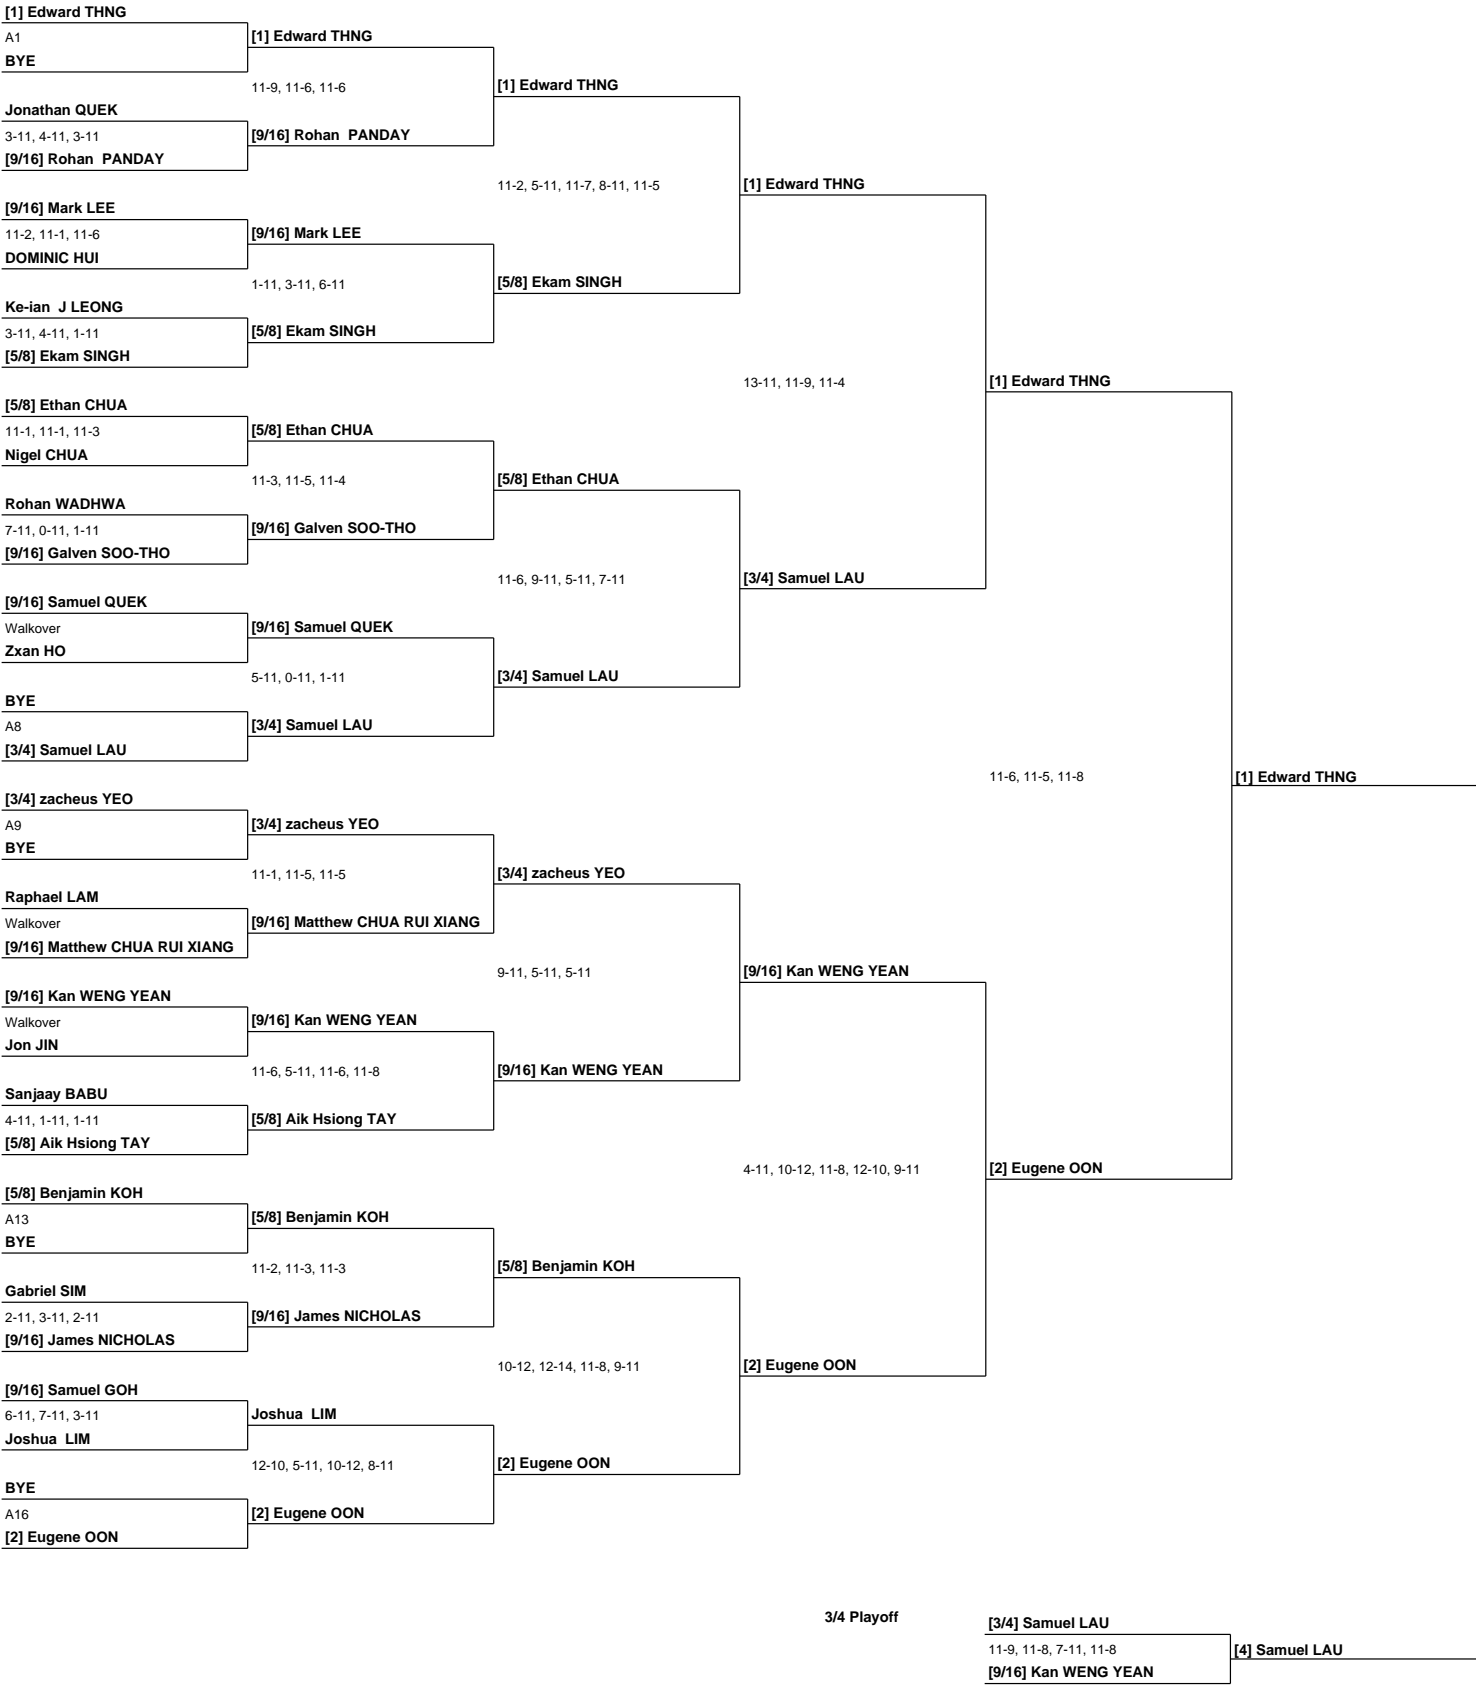 [1] Edward THNG
A1
BYE
Jonathan QUEK
3-11, 4-11, 3-11
[9/16] Rohan  PANDAY
[9/16] Mark LEE
11-2, 11-1, 11-6
DOMINIC HUI
Ke-ian  J LEONG
3-11, 4-11, 1-11
[5/8] Ekam SINGH
[5/8] Ethan CHUA
11-1, 11-1, 11-3
Nigel CHUA
Rohan WADHWA
7-11, 0-11, 1-11
[9/16] Galven SOO-THO
[9/16] Samuel QUEK
Walkover
Zxan HO
BYE
A8
[3/4] Samuel LAU
[3/4] zacheus YEO
A9
BYE
Raphael LAM
Walkover
[9/16] Matthew CHUA RUI XIANG
[9/16] Kan WENG YEAN
Walkover
Jon JIN
Sanjaay BABU
4-11, 1-11, 1-11
[5/8] Aik Hsiong TAY
[5/8] Benjamin KOH
A13
BYE
Gabriel SIM
2-11, 3-11, 2-11
[9/16] James NICHOLAS
[9/16] Samuel GOH
6-11, 7-11, 3-11
Joshua  LIM
BYE
A16
[2] Eugene OON
[1] Edward THNG
11-9, 11-6, 11-6
[9/16] Rohan  PANDAY
[9/16] Mark LEE
1-11, 3-11, 6-11
[5/8] Ekam SINGH
[5/8] Ethan CHUA
11-3, 11-5, 11-4
[9/16] Galven SOO-THO
[9/16] Samuel QUEK
5-11, 0-11, 1-11
[3/4] Samuel LAU
[3/4] zacheus YEO
11-1, 11-5, 11-5
[9/16] Matthew CHUA RUI XIANG
[9/16] Kan WENG YEAN
11-6, 5-11, 11-6, 11-8
[5/8] Aik Hsiong TAY
[5/8] Benjamin KOH
11-2, 11-3, 11-3
[9/16] James NICHOLAS
Joshua  LIM
12-10, 5-11, 10-12, 8-11
[2] Eugene OON
[1] Edward THNG
11-2, 5-11, 11-7, 8-11, 11-5
[5/8] Ekam SINGH
[5/8] Ethan CHUA
11-6, 9-11, 5-11, 7-11
[3/4] Samuel LAU
[3/4] zacheus YEO
9-11, 5-11, 5-11
[9/16] Kan WENG YEAN
[5/8] Benjamin KOH
10-12, 12-14, 11-8, 9-11
[2] Eugene OON
[1] Edward THNG
13-11, 11-9, 11-4
[3/4] Samuel LAU
[9/16] Kan WENG YEAN
4-11, 10-12, 11-8, 12-10, 9-11
[2] Eugene OON
[1] Edward THNG
11-6, 11-5, 11-8
[2] Eugene OON
[1] Edward THNG
3/4 Playoff
[3/4] Samuel LAU
11-9, 11-8, 7-11, 11-8
[9/16] Kan WENG YEAN
[4] Samuel LAU